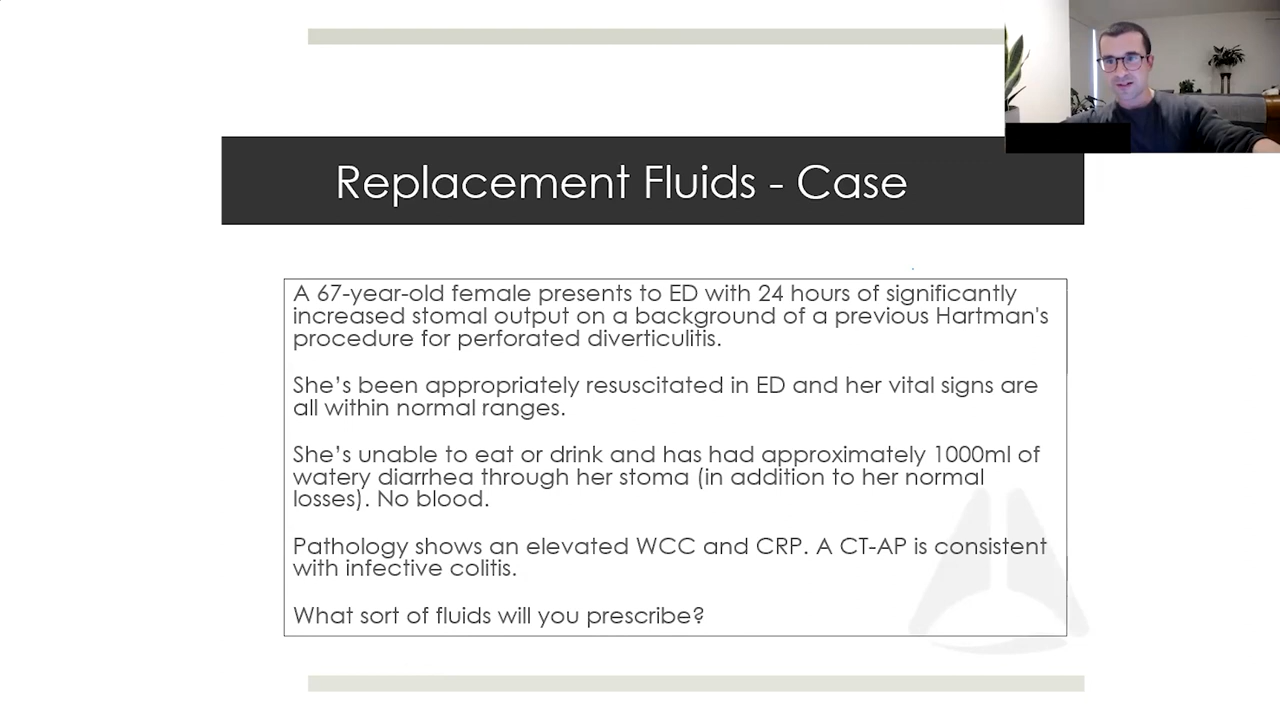 Replacement Fluids - Case
A 67-year-old female presents to ED with 24 hours of significantly
increased stomal output on a background of a previous Hartman's
procedure for perforated diverticulitis.
She's been appropriately resuscitated in ED and her vital signs are
all within normal ranges.
She's unable to eat or drink and has had approximately 1000ml of
watery diarrhea through her stoma (in addition to her normal
losses). No blood.
Pathology shows an elevated WCC and CRP. A CT-AP is consistent
with infective colitis.
What sort of fluids will you prescribe?